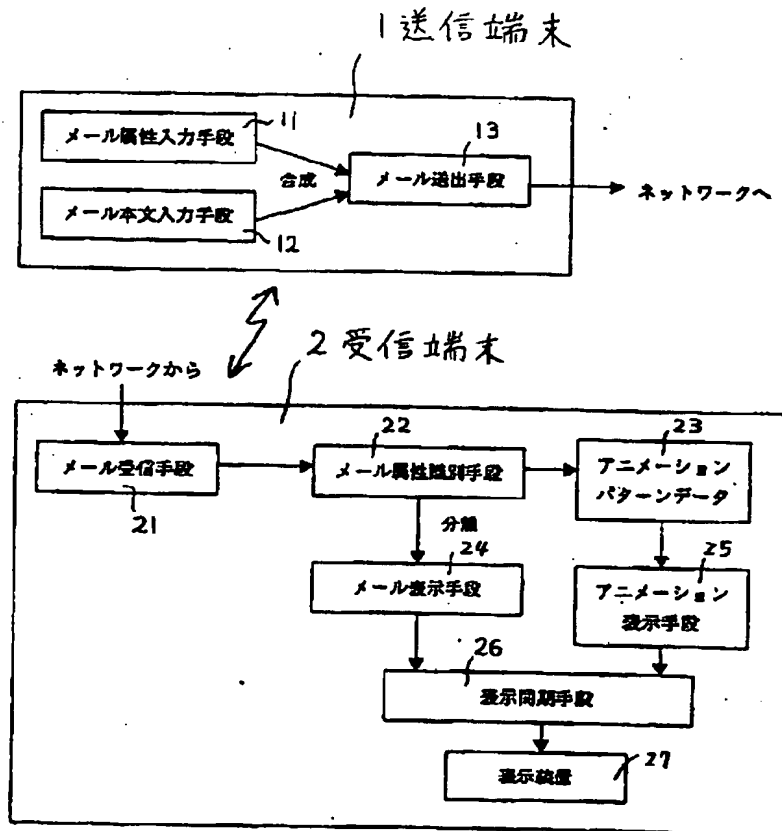 1 送信端末
メール属性入力手段
11
メール本文入力手段
12
合成
メール送出手段
13
ネットワークへ
2 受信端末
ネットワークから
メール受信手段
21
メール属性識別手段
22
アニメーション
パターンデータ
23
分離
メール表示手段
24
アニメーション
表示手段
25
表示同期手段
26
表示装置
27